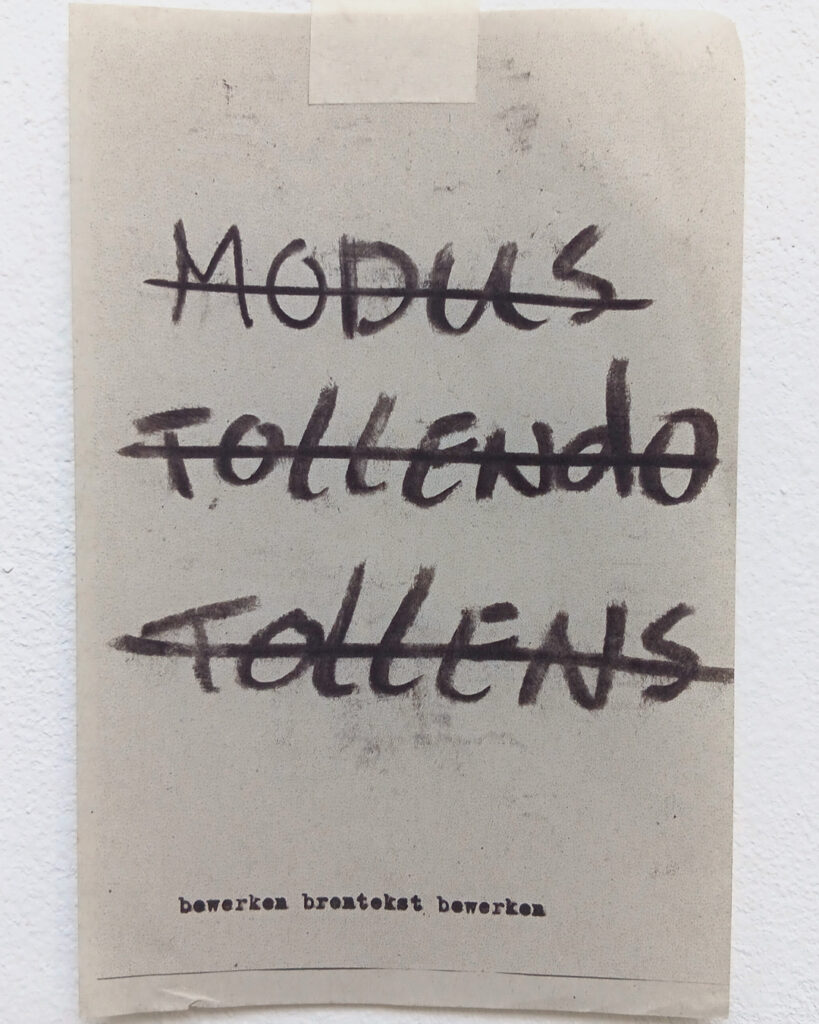 MODUS
TOLLENdO
TOLLENS
bewerken brontekst bewerken